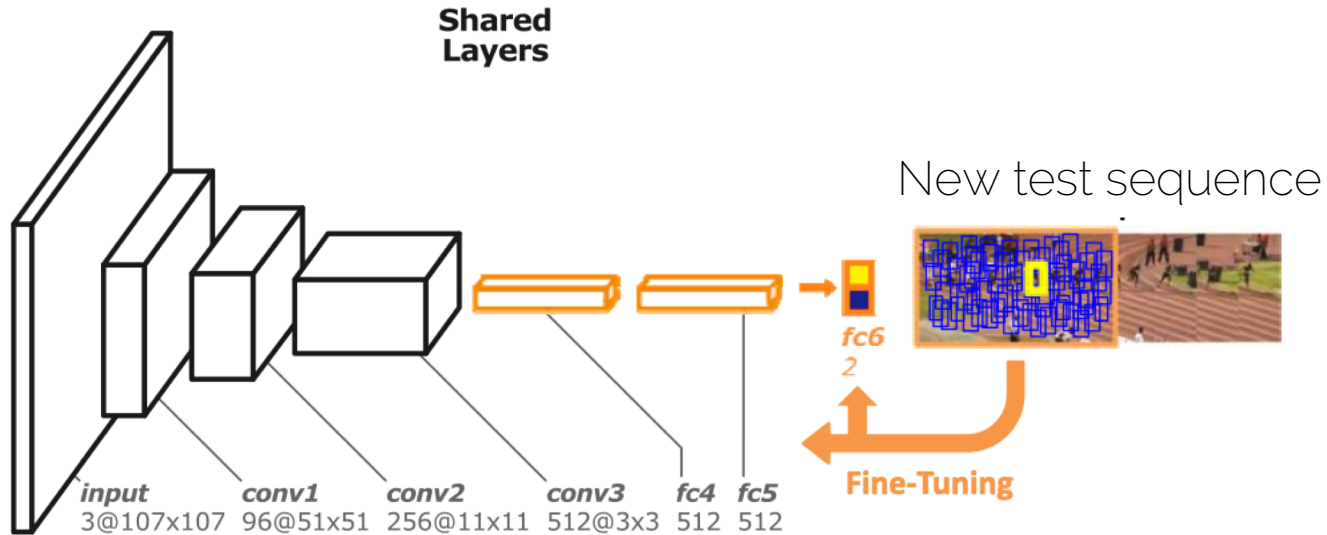 Shared
Layers
New test sequence
fc6
2
Fine-Tuning
input conv1 conv2 conv3 fc4 fc5
3@107x107 96@51x51 256@11x11 512@3x3 512 512